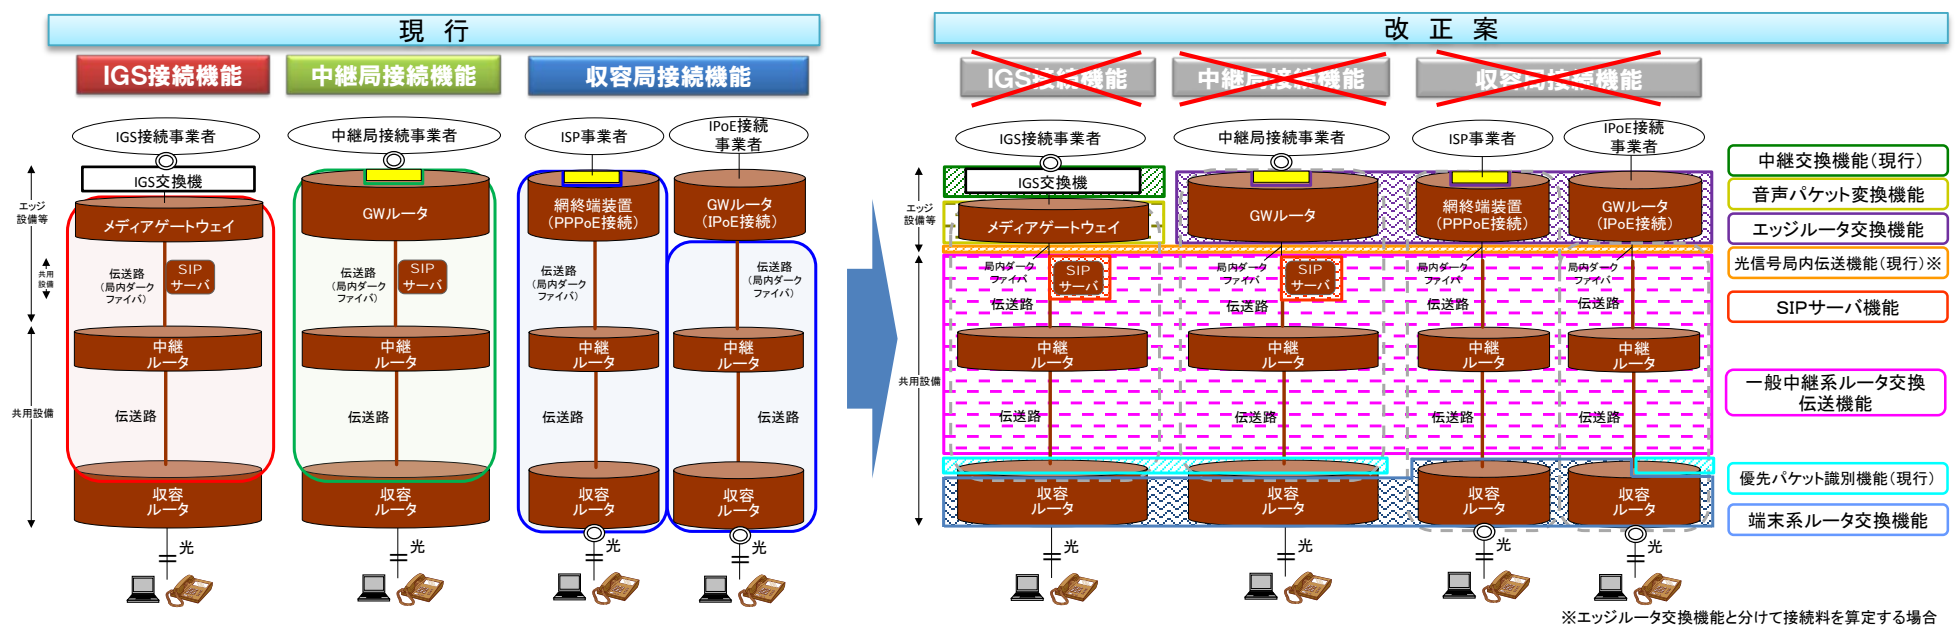 現 行
IGS接続機能
中継局接続機能
収容局接続機能
IGS接続事業者
中継局接続事業者
ISP事業者
IPoE接続
事業者
エッジ
設備等
共用
設備
共用設備
IGS交換機
メディアゲートウェイ
伝送路
(局内ダーク
ファイバ)
SIP
サーバ
中継
ルータ
伝送路
収容
ルータ
光
GWルータ
伝送路
(局内ダーク
ファイバ)
SIP
サーバ
中継
ルータ
伝送路
収容
ルータ
光
網終端装置
(PPPoE接続)
伝送路
(局内ダーク
ファイバ)
中継
ルータ
伝送路
収容
ルータ
光
GWルータ
(IPoE接続)
伝送路
(局内ダーク
ファイバ)
中継
ルータ
伝送路
収容
ルータ
光
改 正 案
IGS接続機能
中継局接続機能
収容局接続機能
IGS接続事業者
中継局接続事業者
ISP事業者
IPoE接続
事業者
エッジ
設備等
共用設備
IGS交換機
メディアゲートウェイ
局内ダーク
ファイバ
SIP
サーバ
伝送路
中継
ルータ
伝送路
収容
ルータ
光
GWルータ
局内ダーク
ファイバ
SIP
サーバ
伝送路
中継
ルータ
伝送路
収容
ルータ
光
網終端装置
(PPPoE接続)
局内ダーク
ファイバ
伝送路
中継
ルータ
伝送路
収容
ルータ
光
GWルータ
(IPoE接続)
局内ダーク
ファイバ
伝送路
中継
ルータ
伝送路
収容
ルータ
光
中継交換機能(現行)
音声パケット変換機能
エッジルータ交換機能
光信号局内伝送機能(現行)※
SIPサーバ機能
一般中継系ルータ交換
伝送機能
優先パケット識別機能(現行)
端末系ルータ交換機能
※エッジルータ交換機能と分けて接続料を算定する場合